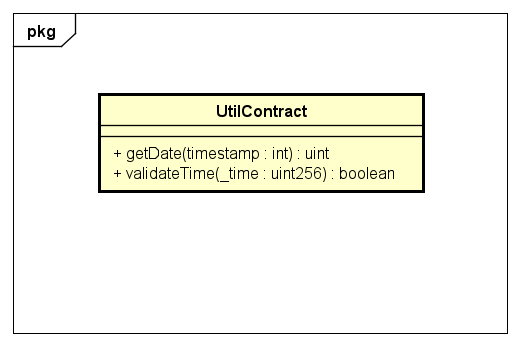 pkg
UtilContract
+ getDate(timestamp : int) : uint
+ validateTime(_time : uint256) : boolean